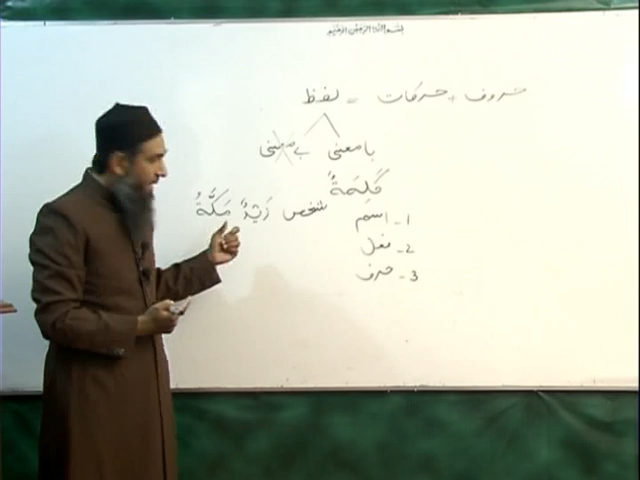 بسم اللہ الرحمن الرحیم
حروف + حرکات = لفظ
بامعنی بے معنی
كَلِمَةٌ
1- اسم شخص زَیْدٌ مَكَّةُ
2- فعل
3- حرف